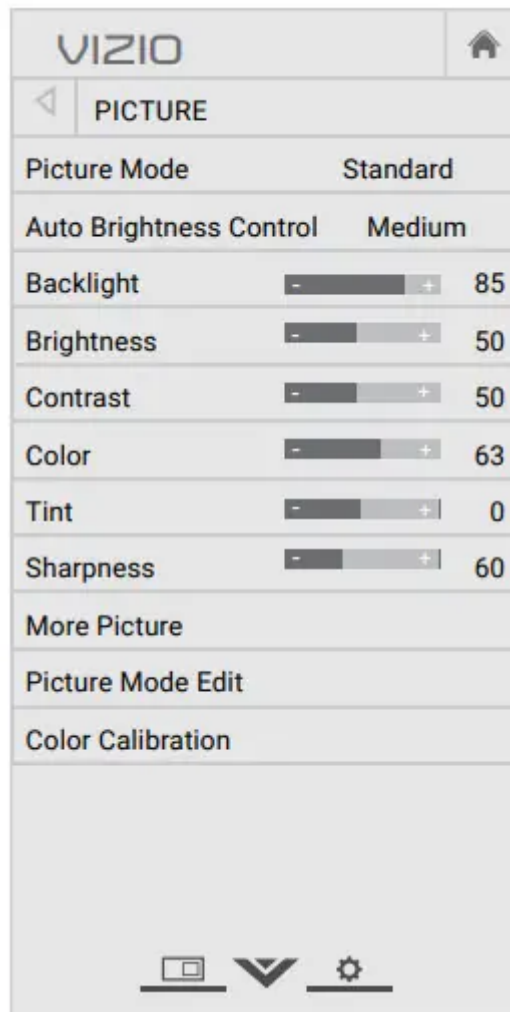 VIZIO
PICTURE
Picture Mode Standard
Auto Brightness Control Medium
Backlight - + 85
Brightness - + 50
Contrast - + 50
Color - + 63
Tint - + 0
Sharpness - + 60
More Picture
Picture Mode Edit
Color Calibration